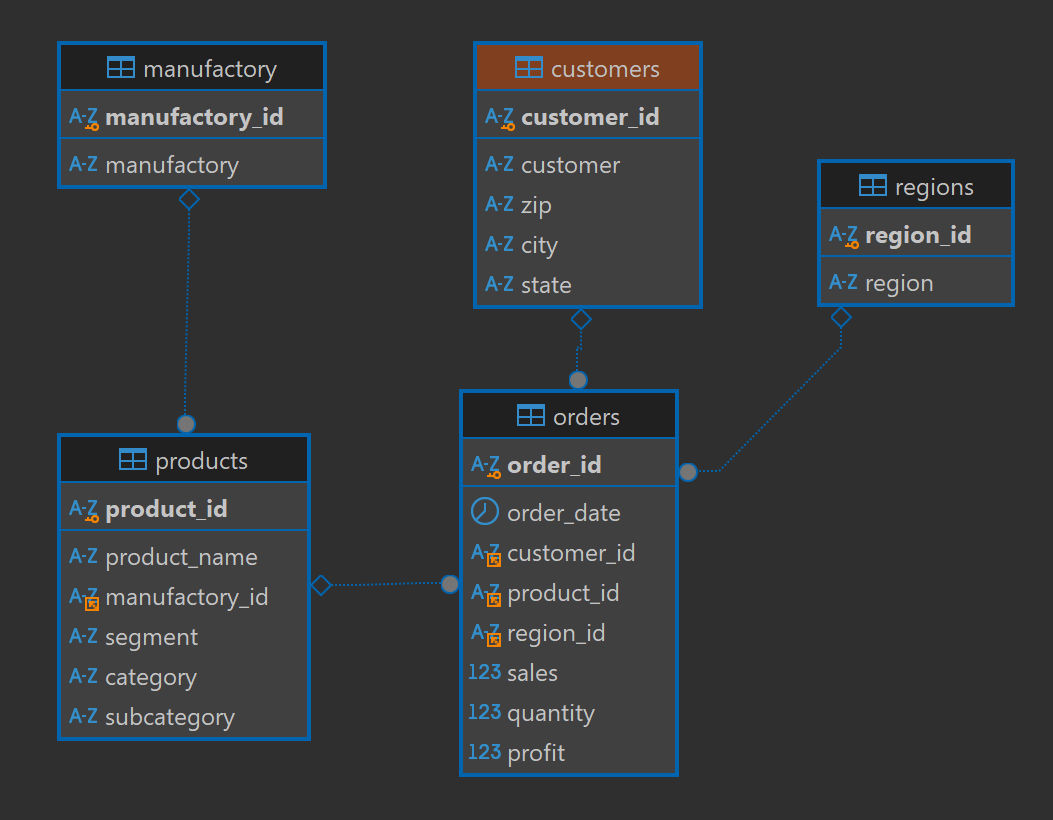 manufactory
A-Z manufactory_id
A-Z manufactory
customers
A-Z customer_id
A-Z customer
A-Z zip
A-Z city
A-Z state
regions
A-Z region_id
A-Z region
products
A-Z product_id
A-Z product_name
A-Z manufactory_id
A-Z segment
A-Z category
A-Z subcategory
orders
A-Z order_id
order_date
A-Z customer_id
A-Z product_id
A-Z region_id
123 sales
123 quantity
123 profit